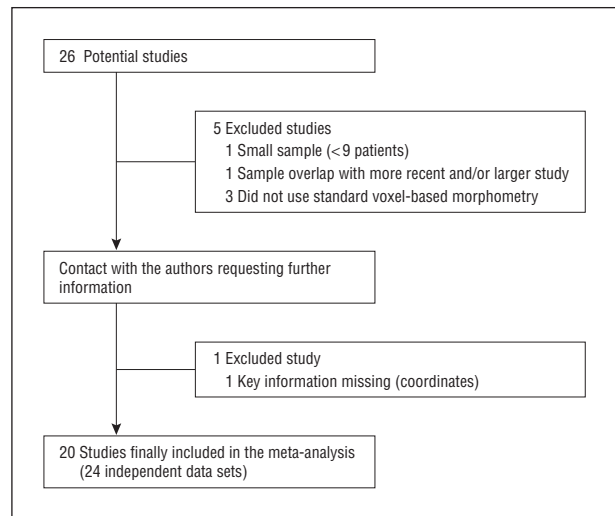 26 Potential studies
5 Excluded studies
1 Small sample (<9 patients)
1 Sample overlap with more recent and/or larger study
3 Did not use standard voxel-based morphometry
Contact with the authors requesting further
information
1 Excluded study
1 Key information missing (coordinates)
20 Studies finally included in the meta-analysis
(24 independent data sets)